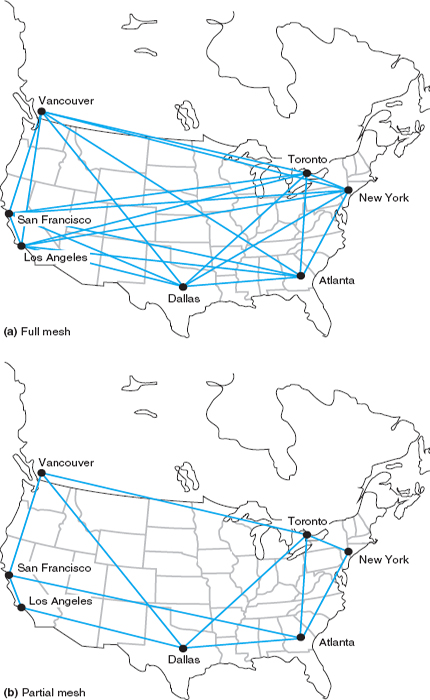 Vancouver
Toronto
New York
San Francisco
Los Angeles
Atlanta
Dallas
(a) Full mesh
Vancouver
Toronto
New York
San Francisco
Los Angeles
Atlanta
Dallas
(b) Partial mesh